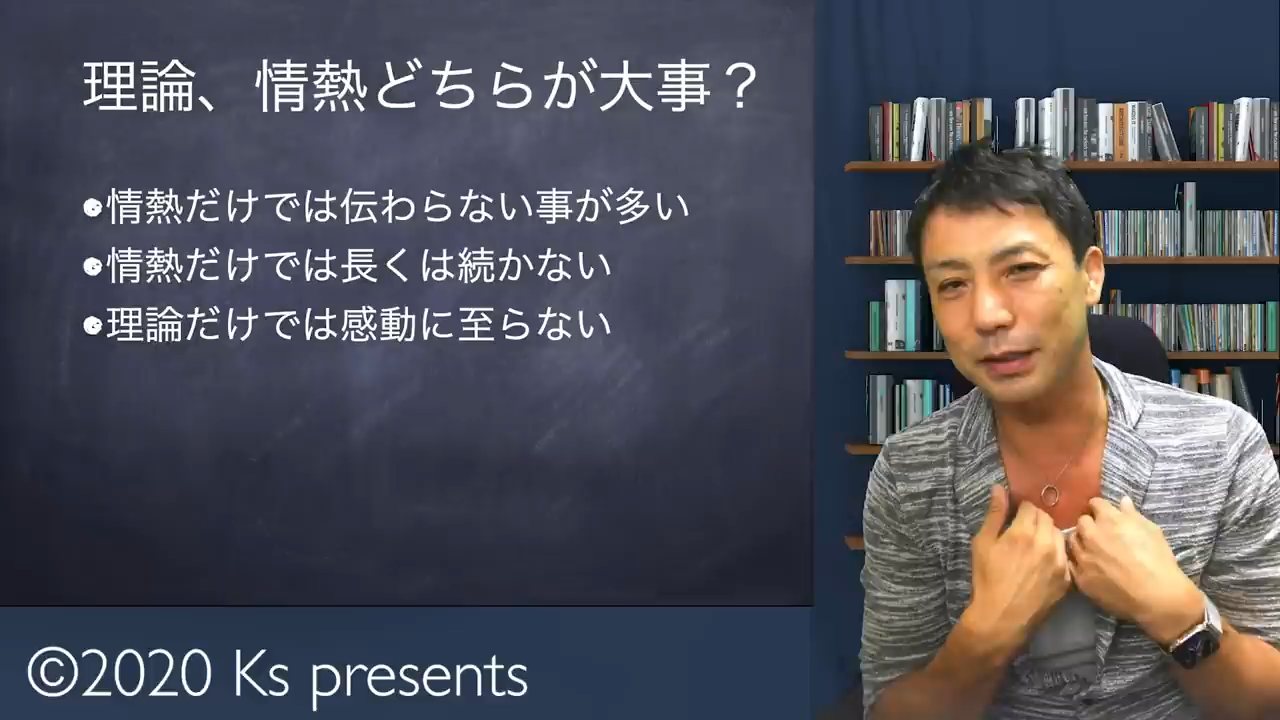 理論、情熱どちらが大事？
•情熱だけでは伝わらない事が多い
•情熱だけでは長くは続かない
•理論だけでは感動に至らない
©2020 Ks presents